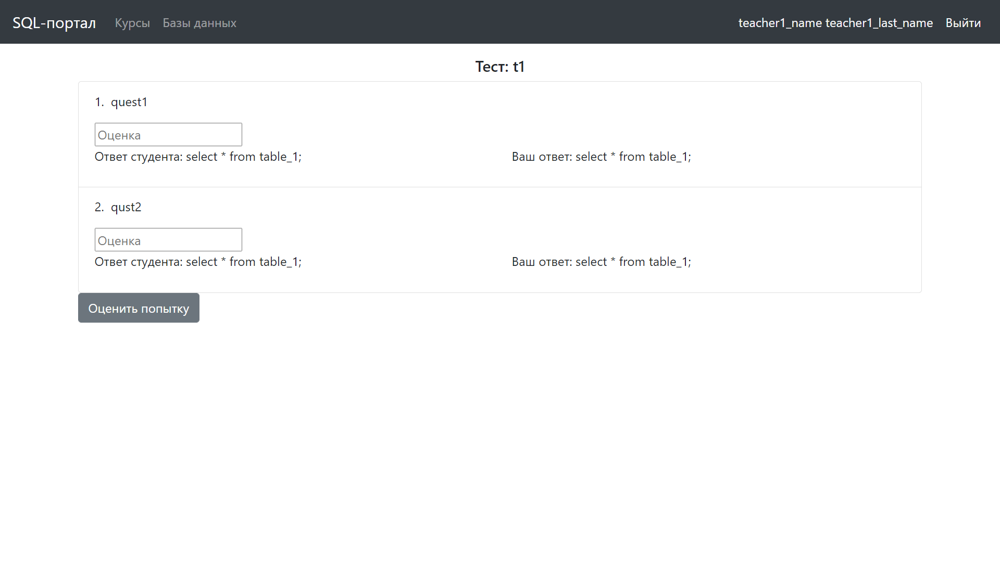 SQL-портал Курсы Базы данных teacher1_name teacher1_last_name Выйти
Тест: t1
1. quest1
Оценка
Ответ студента: select * from table_1; Ваш ответ: select * from table_1;
2. qust2
Оценка
Ответ студента: select * from table_1; Ваш ответ: select * from table_1;
Оценить попытку